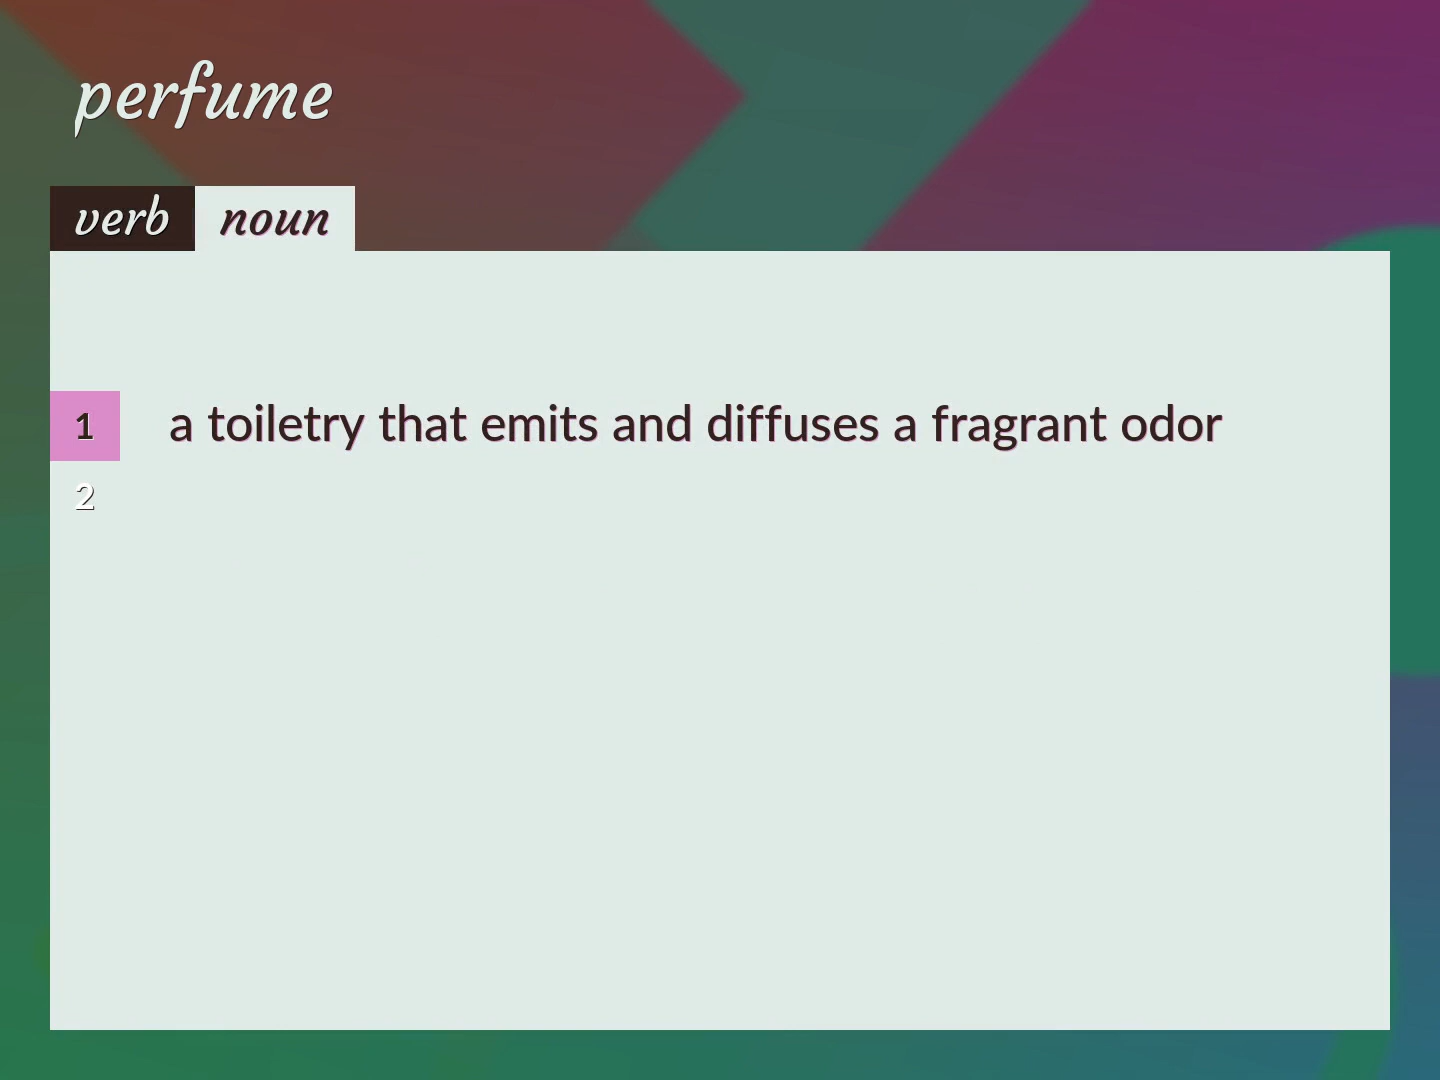 perfume
verb noun
1 a toiletry that emits and diffuses a fragrant odor
2